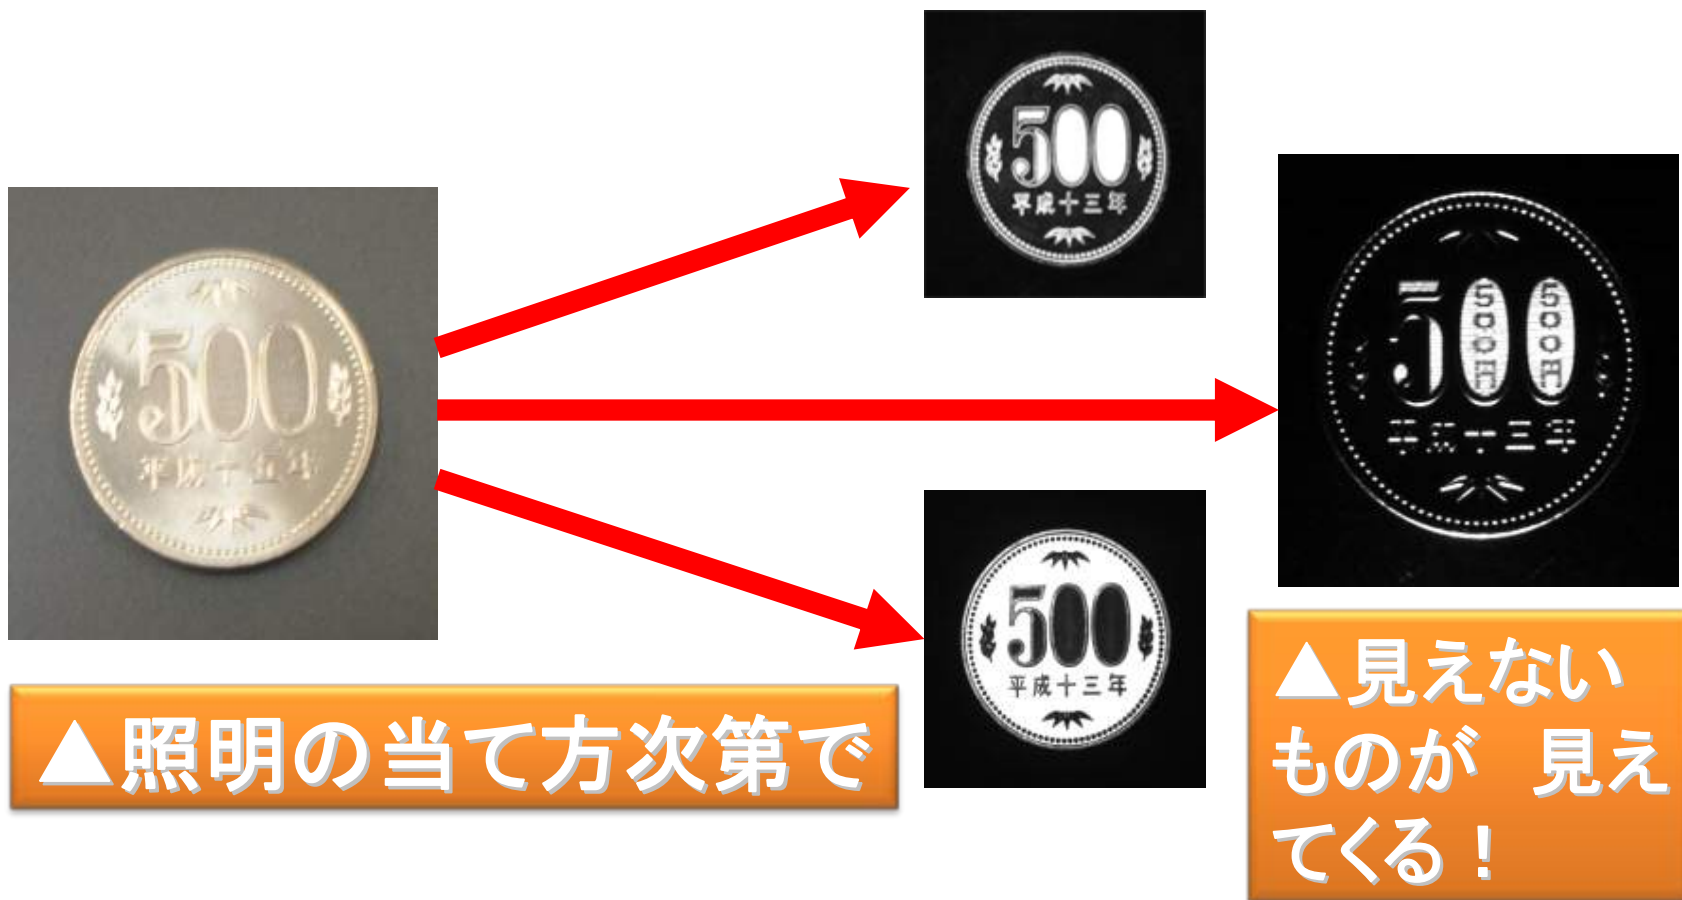 500
平成十五年
500
平成十三年
500
500円
500円
平成十三年
500
平成十三年
▲照明の当て方次第で
▲見えない
ものが 見え
てくる！